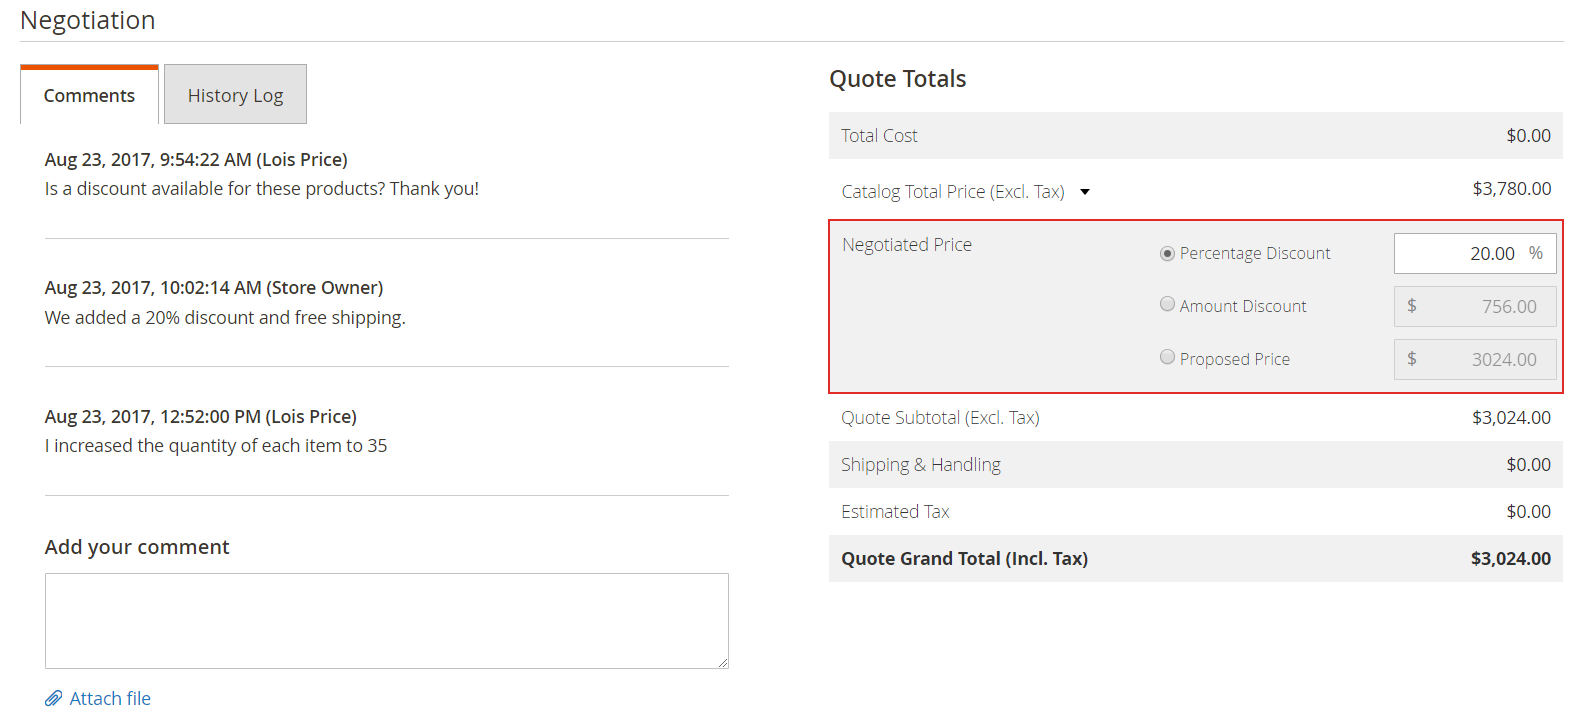 Negotiation
Comments
History Log
Aug 23, 2017, 9:54:22 AM (Lois Price)
Is a discount available for these products? Thank you!
Aug 23, 2017, 10:02:14 AM (Store Owner)
We added a 20% discount and free shipping.
Aug 23, 2017, 12:52:00 PM (Lois Price)
I increased the quantity of each item to 35
Add your comment
Attach file
Quote Totals
Total Cost $0.00
Catalog Total Price (Excl. Tax) $3,780.00
Negotiated Price
Percentage Discount 20.00 %
Amount Discount $ 756.00
Proposed Price $ 3024.00
Quote Subtotal (Excl. Tax) $3,024.00
Shipping & Handling $0.00
Estimated Tax $0.00
Quote Grand Total (Incl. Tax) $3,024.00